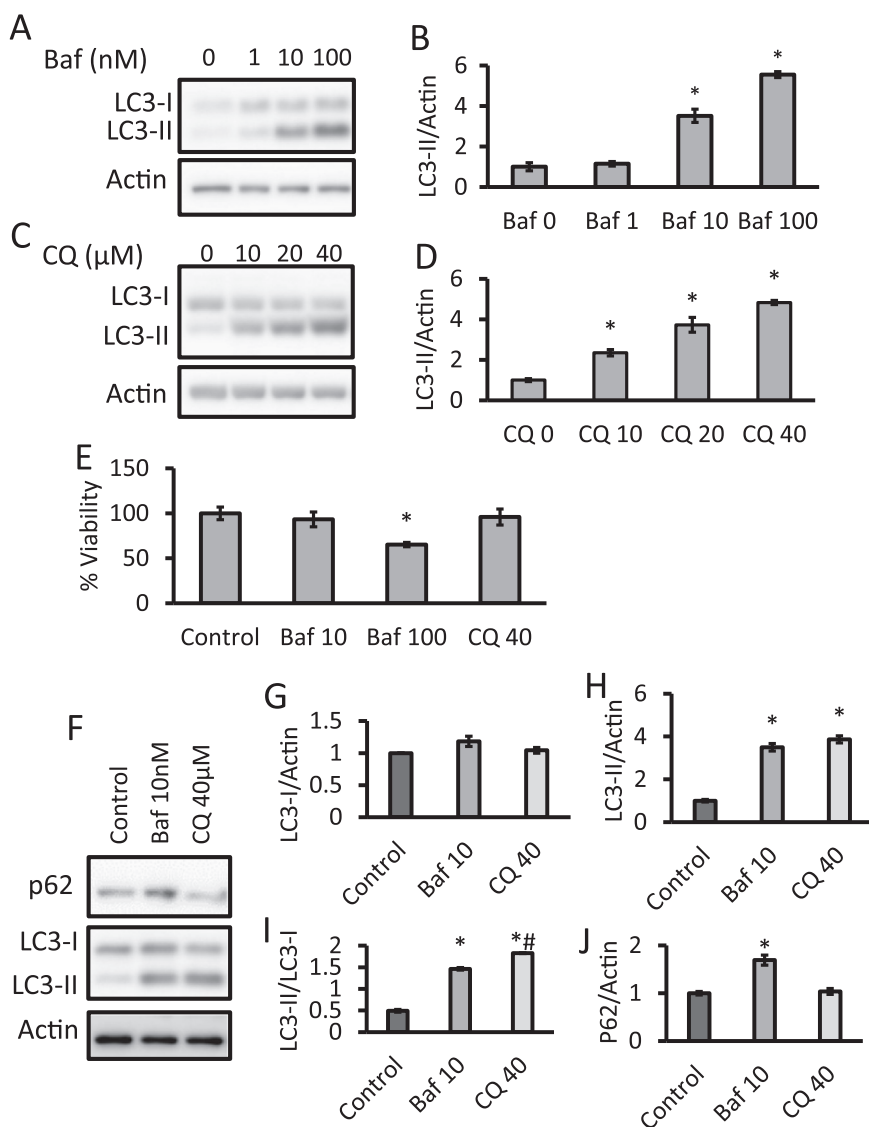 A
Baf (nM) 0 1 10 100
LC3-I
LC3-II
Actin
B
LC3-II/Actin
6
4
2
0
* *
Baf 0 Baf 1 Baf 10 Baf 100
C
CQ (µM) 0 10 20 40
LC3-I
LC3-II
Actin
D
LC3-II/Actin
6
4
2
0
* * *
CQ 0 CQ 10 CQ 20 CQ 40
E
% Viability
150
100
50
0
*
Control Baf 10 Baf 100 CQ 40
F
Control Baf 10nM CQ 40µM
p62
LC3-I
LC3-II
Actin
G
LC3-I/Actin
1.5
1
0.5
0
Control Baf 10 CQ 40
H
LC3-II/Actin
6
4
2
0
* *
Control Baf 10 CQ 40
I
LC3-II/LC3-I
2
1.5
1
0.5
0
* *#
Control Baf 10 CQ 40
J
P62/Actin
2
1
0
*
Control Baf 10 CQ 40